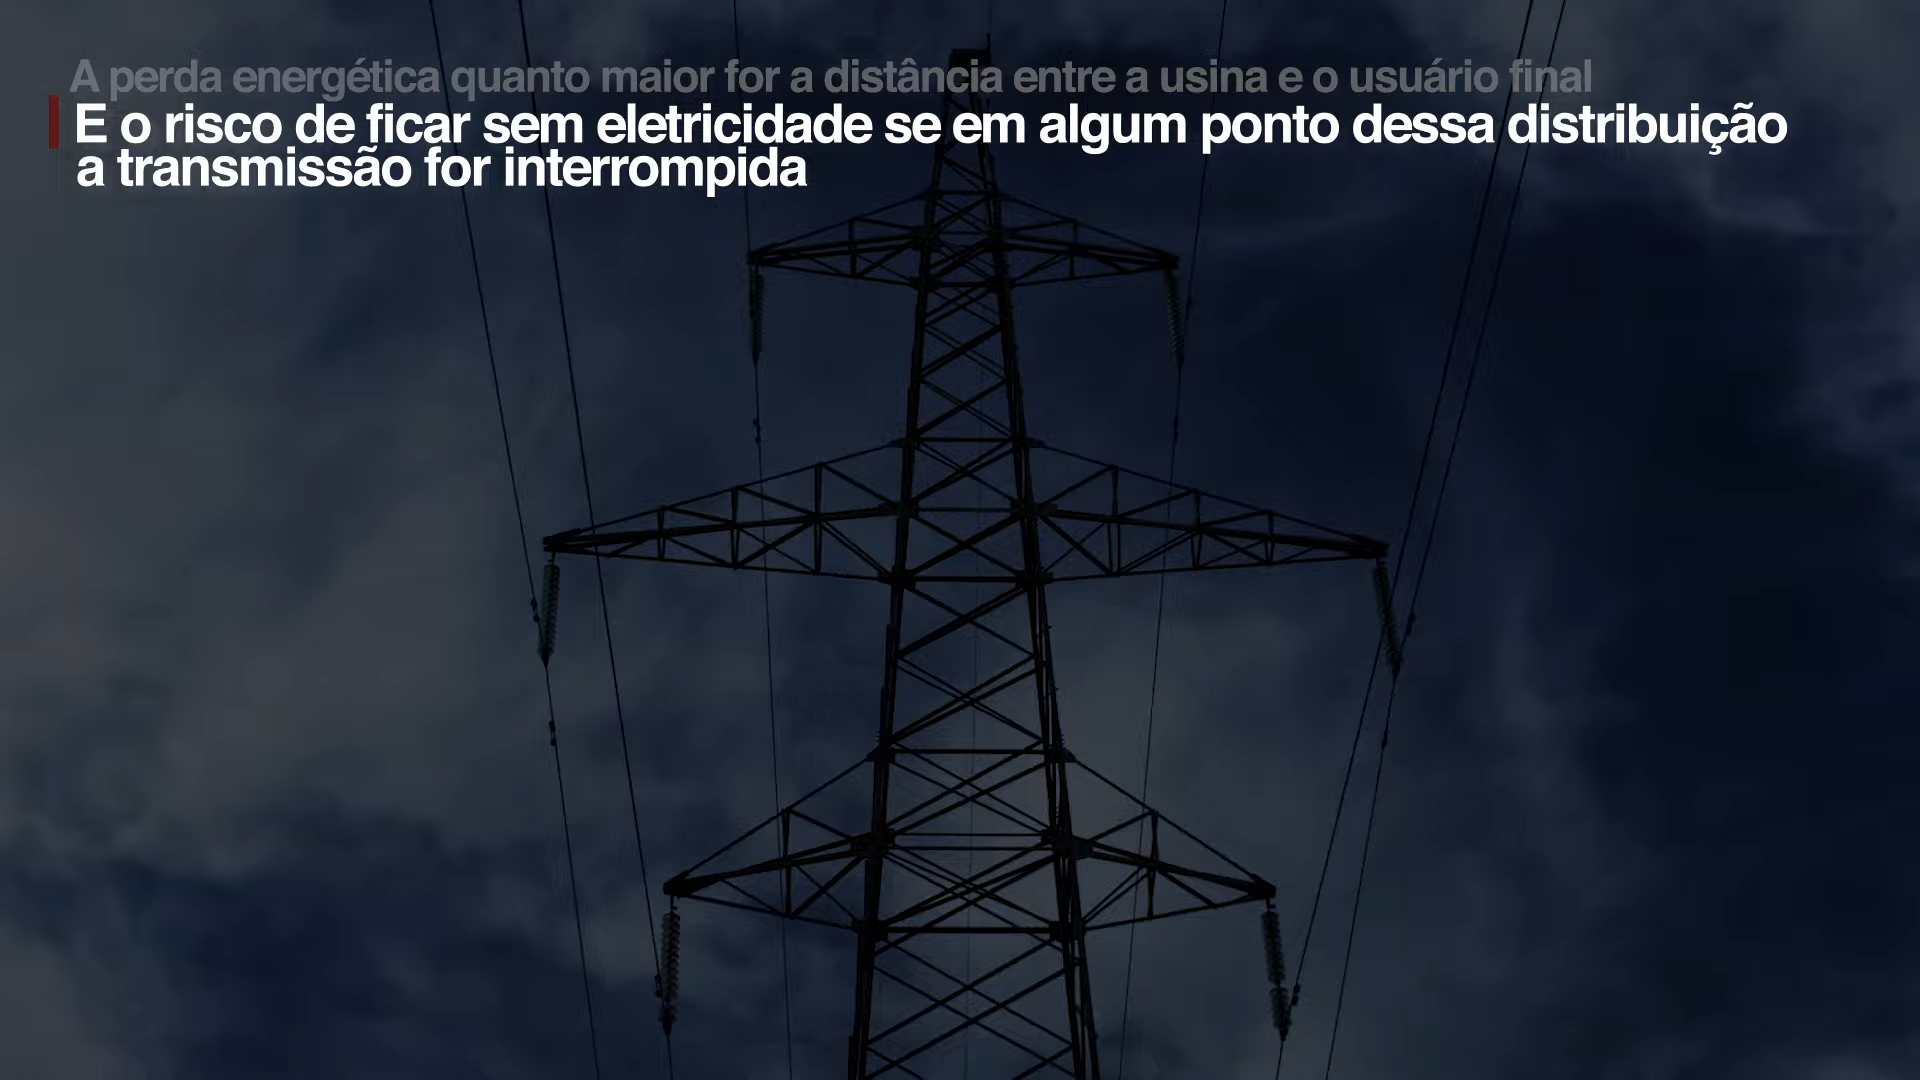 A perda energética quanto maior for a distância entre a usina e o usuário final
E o risco de ficar sem eletricidade se em algum ponto dessa distribuição
a transmissão for interrompida